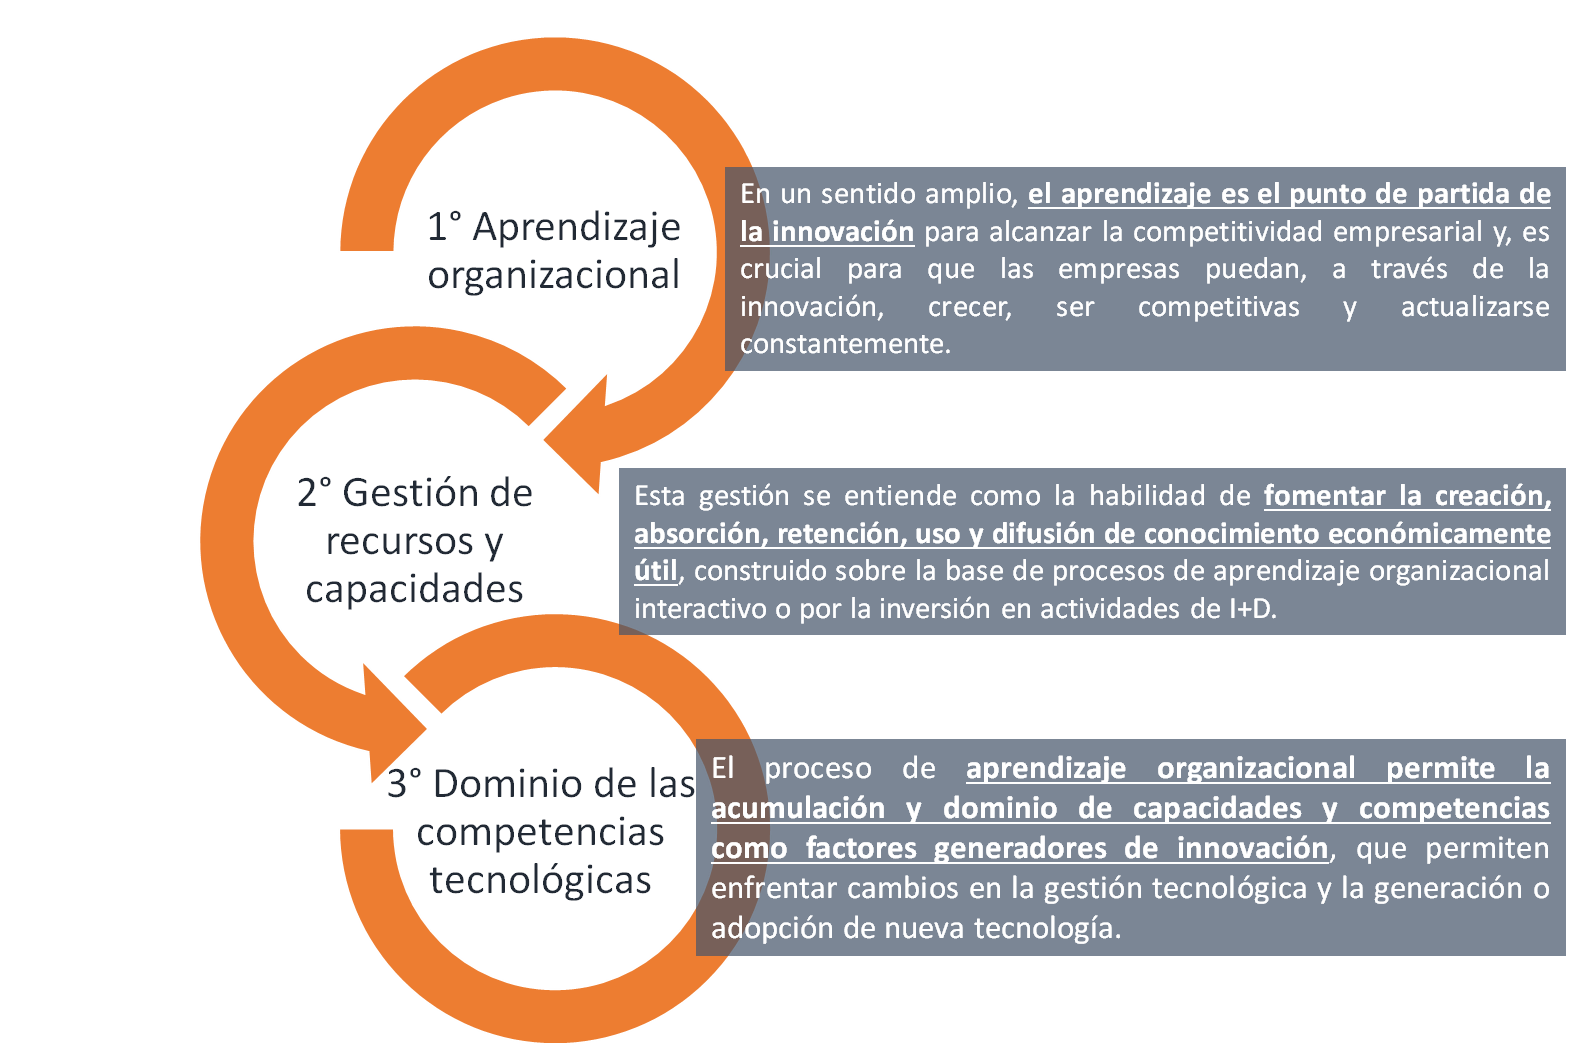 1° Aprendizaje
organizacional
En un sentido amplio, el aprendizaje es el punto de partida de
la innovación para alcanzar la competitividad empresarial y, es
crucial para que las empresas puedan, a través de la
innovación, crecer, ser competitivas y actualizarse
constantemente.
2° Gestión de
recursos y
capacidades
Esta gestión se entiende como la habilidad de fomentar la creación,
absorción, retención, uso y difusión de conocimiento económicamente
útil, construido sobre la base de procesos de aprendizaje organizacional
interactivo o por la inversión en actividades de I+D.
3° Dominio de las
competencias
tecnológicas
El proceso de aprendizaje organizacional permite la
acumulación y dominio de capacidades y competencias
como factores generadores de innovación, que permiten
enfrentar cambios en la gestión tecnológica y la generación o
adopción de nueva tecnología.